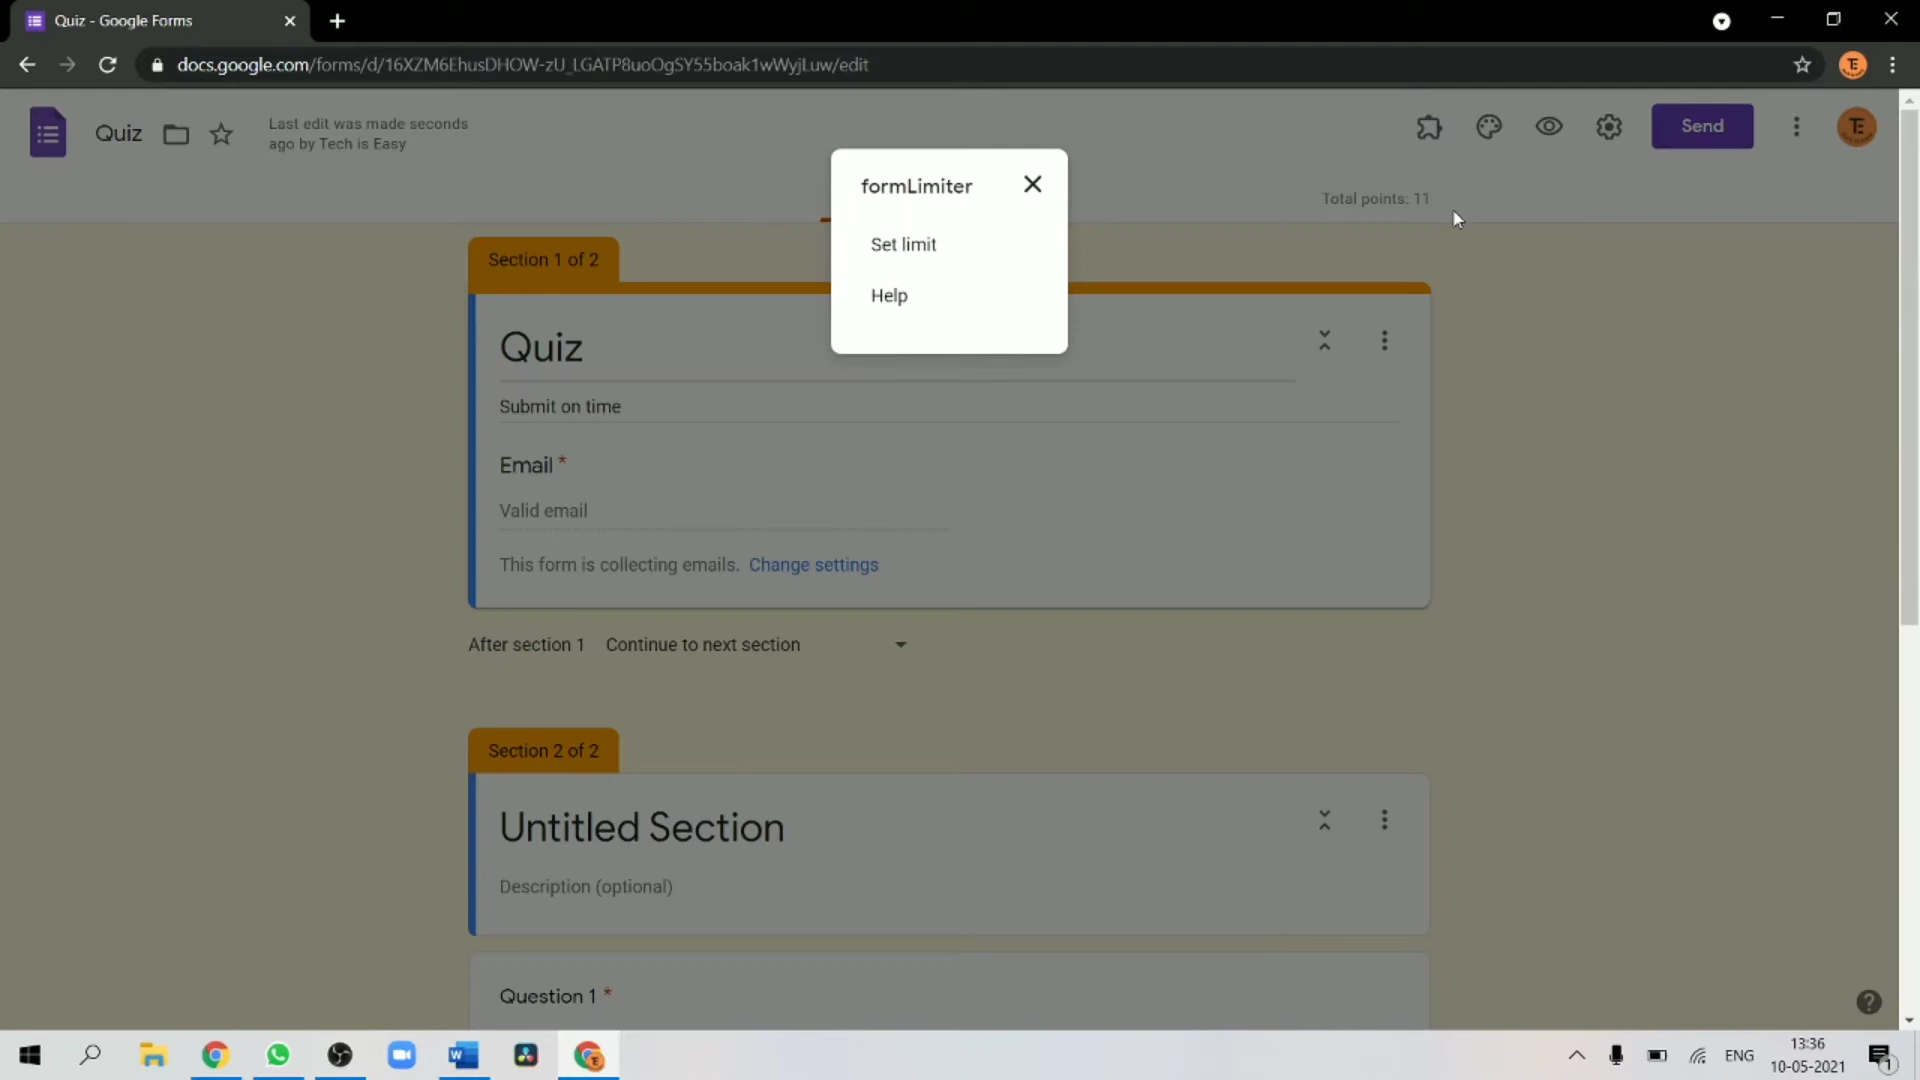 Quiz - Google Forms
docs.google.com/forms/d/16XZM6EhusDHOW-zU_LGATP8uoOgSY55boak1wWyjLuw/edit
Quiz
Last edit was made seconds
ago by Tech is Easy
Send
formLimiter
Total points: 11
Set limit
Help
Section 1 of 2
Quiz
Submit on time
Email *
Valid email
This form is collecting emails. Change settings
After section 1 Continue to next section
Section 2 of 2
Untitled Section
Description (optional)
Question 1 *
ENG
13:36
10-05-2021
1